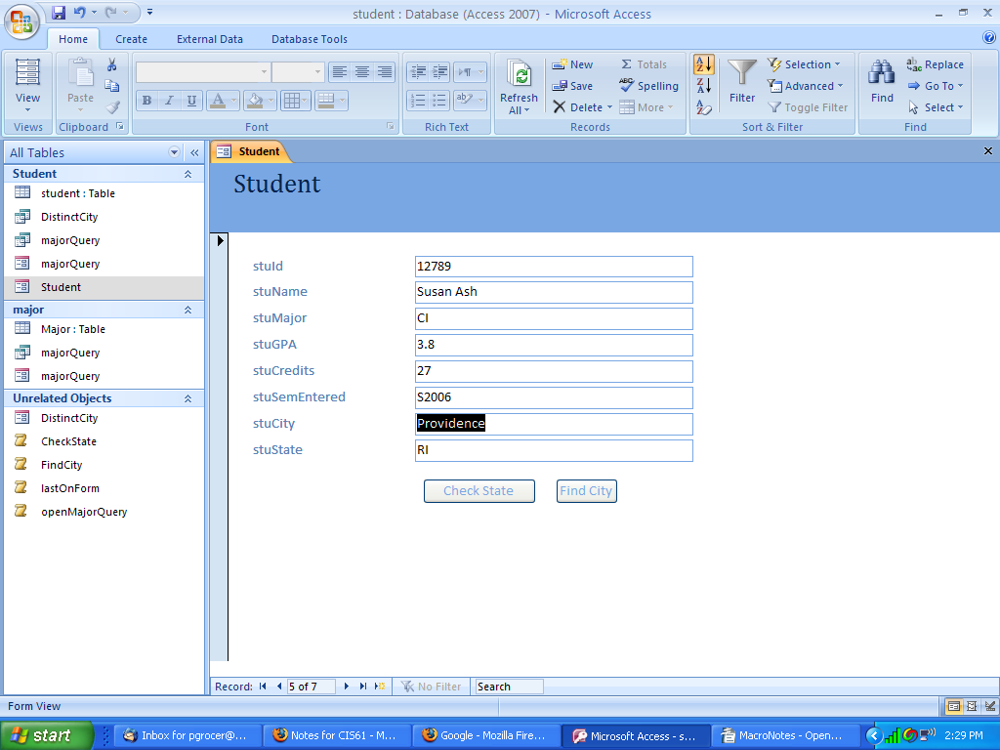 student : Database (Access 2007) - Microsoft Access
Home Create External Data Database Tools
View
Views
Paste
Clipboard
B I U A
Font
ab
Rich Text
Refresh
All
New
Save
Delete
Σ Totals
ABC Spelling
More
Records
A Z
Z A
Filter
Selection
Advanced
Toggle Filter
Sort & Filter
Find
Replace
Go To
Select
Find
All Tables
Student
student : Table
DistinctCity
majorQuery
majorQuery
Student
major
Major : Table
majorQuery
majorQuery
Unrelated Objects
DistinctCity
CheckState
FindCity
lastOnForm
openMajorQuery
Student
Student
stuId 12789
stuName Susan Ash
stuMajor CI
stuGPA 3.8
stuCredits 27
stuSemEntered S2006
stuCity Providence
stuState RI
Check State Find City
Record: 5 of 7 No Filter Search
Form View
start Inbox for pgrocer@... Notes for CIS61 - M... Google - Mozilla Fire... Microsoft Access - s... MacroNotes - Open... 2:29 PM